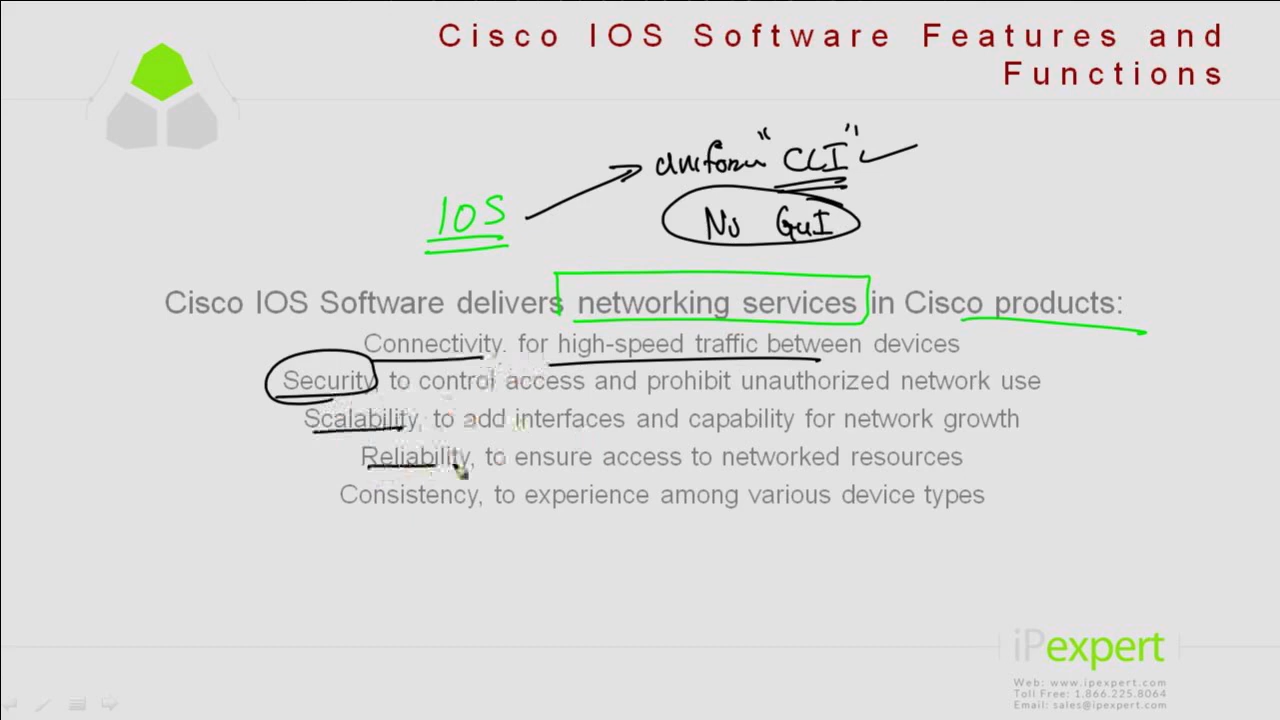 Cisco IOS Software Features and
Functions
uniform "CLI"
IOS
No GUI
Cisco IOS Software delivers networking services in Cisco products:
Connectivity. for high-speed traffic between devices
Security, to control access and prohibit unauthorized network use
Scalability, to add interfaces and capability for network growth
Reliability, to ensure access to networked resources
Consistency, to experience among various device types
iPexpert
Web: www.ipexpert.com
Toll Free: 1.866.225.8064
Email: sales@ipexpert.com